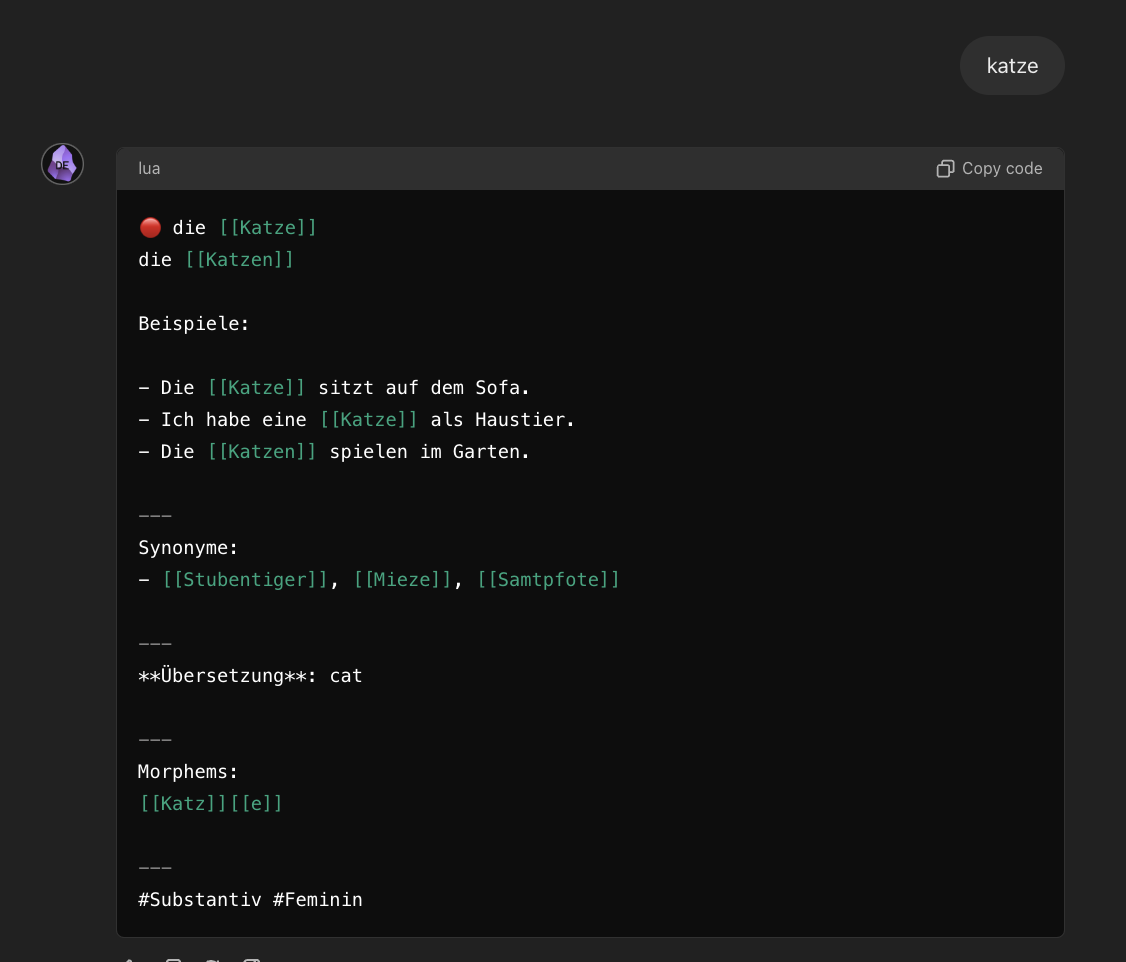 katze
DE
lua
Copy code
🔴 die [[Katze]]
die [[Katzen]]
Beispiele:
- Die [[Katze]] sitzt auf dem Sofa.
- Ich habe eine [[Katze]] als Haustier.
- Die [[Katzen]] spielen im Garten.
---
Synonyme:
- [[Stubentiger]], [[Mieze]], [[Samtpfote]]
---
**Übersetzung**: cat
---
Morphems:
[[Katz]][[e]]
---
#Substantiv #Feminin